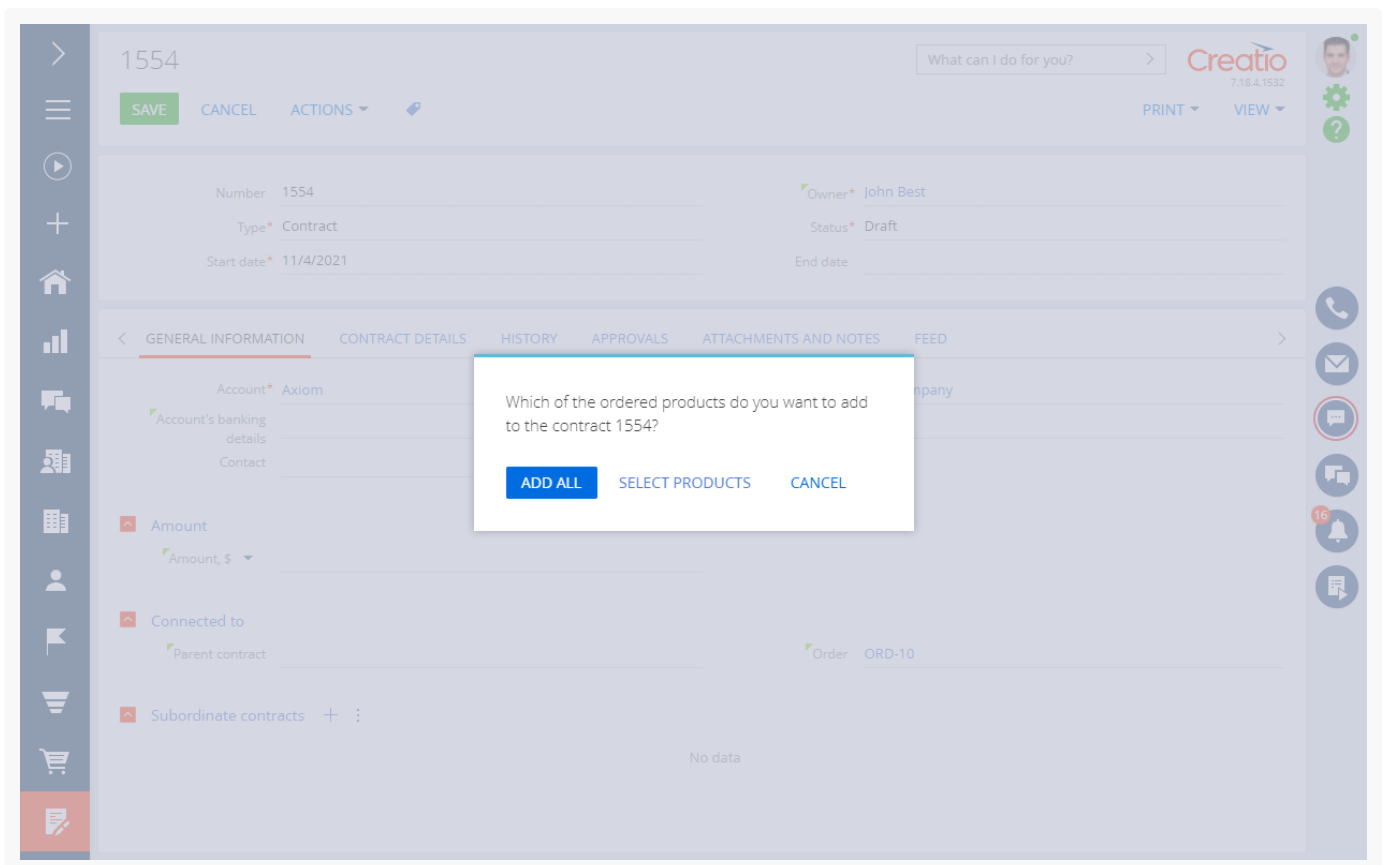 1554
What can I do for you?
Creatio
7.18.4.1532
SAVE CANCEL ACTIONS
PRINT VIEW
Number 1554
Owner* John Best
Type* Contract
Status* Draft
Start date* 11/4/2021
End date
GENERAL INFORMATION CONTRACT DETAILS HISTORY APPROVALS ATTACHMENTS AND NOTES FEED
Account* Axiom
mpany
Account's banking
details
Contact
Which of the ordered products do you want to add
to the contract 1554?
ADD ALL SELECT PRODUCTS CANCEL
Amount
Amount, $
Connected to
Parent contract
Order ORD-10
Subordinate contracts
No data
16